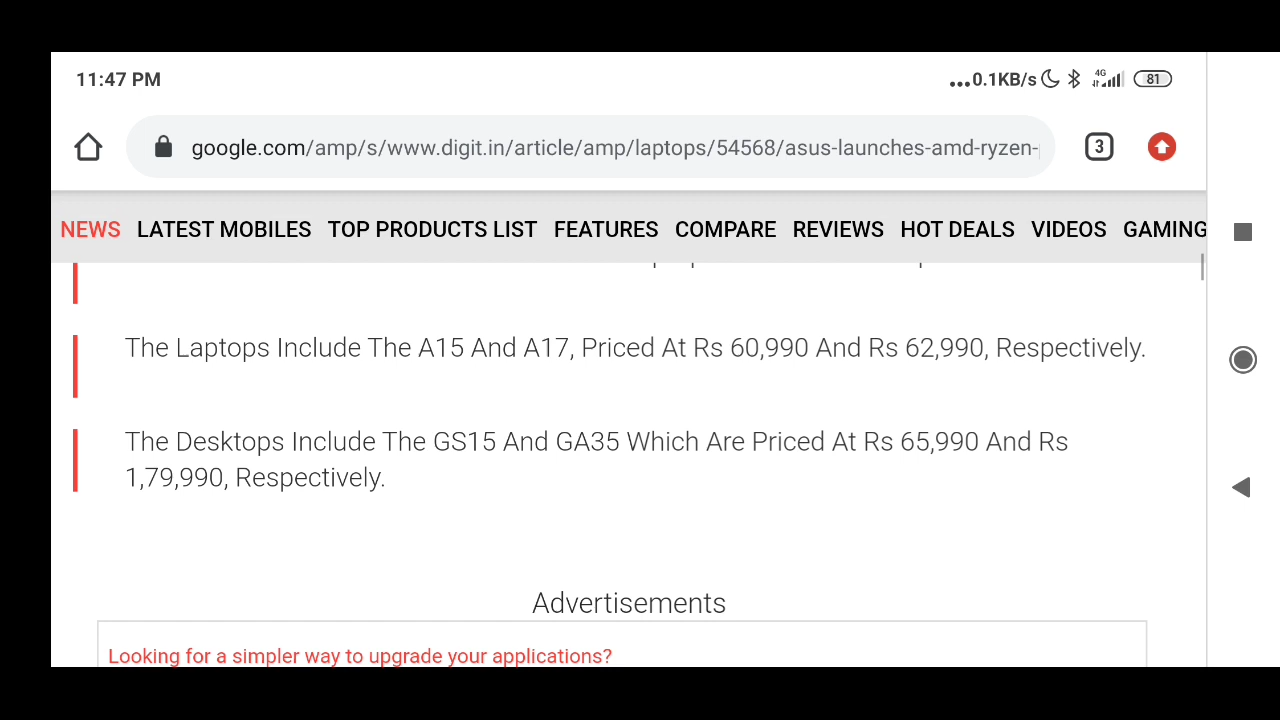 11:47 PM
...0.1KB/s 4G 81
google.com/amp/s/www.digit.in/article/amp/laptops/54568/asus-launches-amd-ryzen-
3
NEWS LATEST MOBILES TOP PRODUCTS LIST FEATURES COMPARE REVIEWS HOT DEALS VIDEOS GAMING
The Laptops Include The A15 And A17, Priced At Rs 60,990 And Rs 62,990, Respectively.
The Desktops Include The GS15 And GA35 Which Are Priced At Rs 65,990 And Rs
1,79,990, Respectively.
Advertisements
Looking for a simpler way to upgrade your applications?